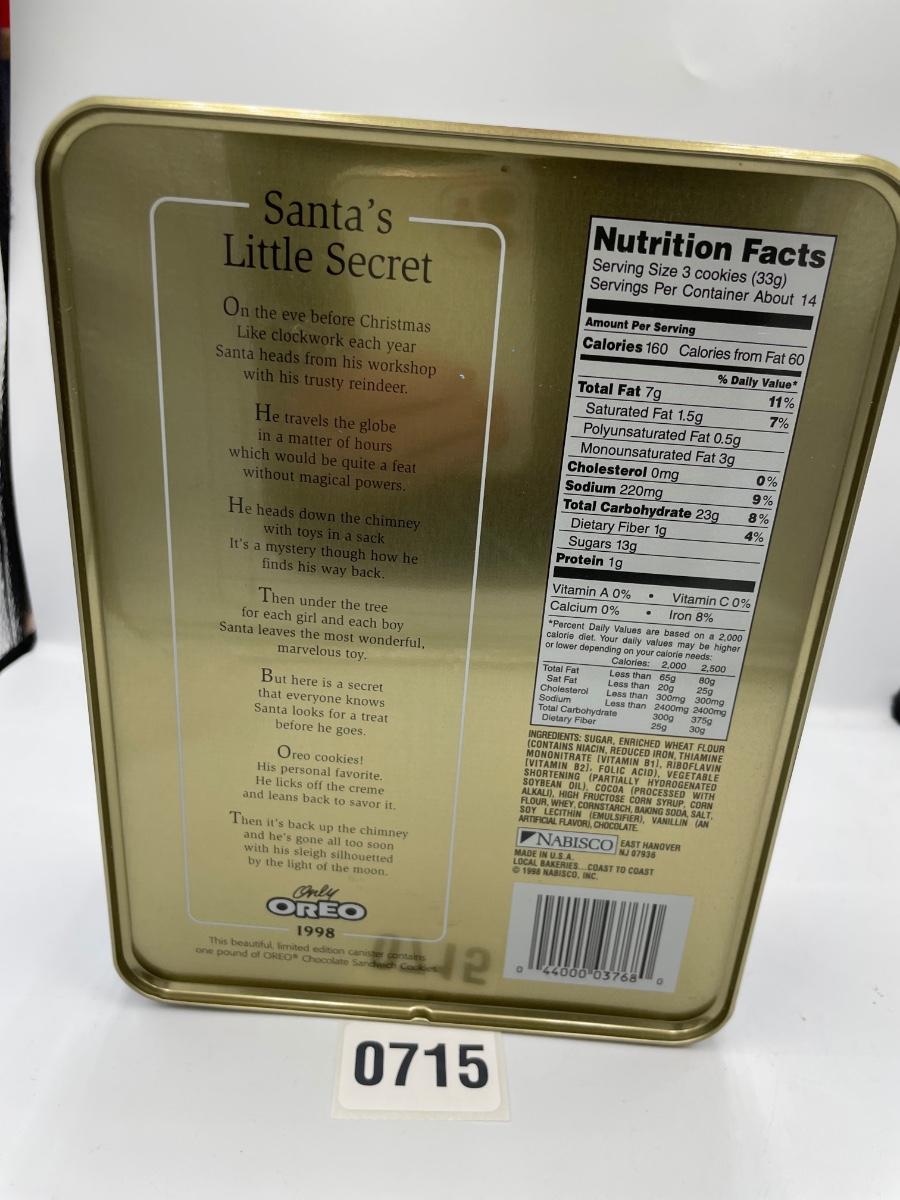 Santa's
Little Secret
On the eve before Christmas
Like clockwork each year
Santa heads from his workshop
with his trusty reindeer.
He travels the globe
in a matter of hours
which would be quite a feat
without magical powers.
He heads down the chimney
with toys in a sack
It's a mystery though how he
finds his way back.
Then under the tree
for each girl and each boy
Santa leaves the most wonderful,
marvelous toy.
But here is a secret
that everyone knows
Santa looks for a treat
before he goes.
Oreo cookies!
His personal favorite.
He licks off the creme
and leans back to savor it.
Then it's back up the chimney
and he's gone all too soon
with his sleigh silhouetted
by the light of the moon.
Only
OREO
1998
This beautiful, limited edition canister contains
one pound of OREO® Chocolate Sandwich Cookies
Nutrition Facts
Serving Size 3 cookies (33g)
Servings Per Container About 14
Amount Per Serving
Calories 160 Calories from Fat 60
% Daily Value*
Total Fat 7g 11%
Saturated Fat 1.5g 7%
Polyunsaturated Fat 0.5g
Monounsaturated Fat 3g
Cholesterol 0mg 0%
Sodium 220mg 9%
Total Carbohydrate 23g 8%
Dietary Fiber 1g 4%
Sugars 13g
Protein 1g
Vitamin A 0% • Vitamin C 0%
Calcium 0% • Iron 8%
*Percent Daily Values are based on a 2,000
calorie diet. Your daily values may be higher
or lower depending on your calorie needs:
Calories: 2,000 2,500
Total Fat Less than 65g 80g
Sat Fat Less than 20g 25g
Cholesterol Less than 300mg 300mg
Sodium Less than 2400mg 2400mg
Total Carbohydrate 300g 375g
Dietary Fiber 25g 30g
INGREDIENTS: SUGAR, ENRICHED WHEAT FLOUR
(CONTAINS NIACIN, REDUCED IRON, THIAMINE
MONONITRATE [VITAMIN B1], RIBOFLAVIN
[VITAMIN B2], FOLIC ACID), VEGETABLE
SHORTENING (PARTIALLY HYDROGENATED
SOYBEAN OIL), COCOA (PROCESSED WITH
ALKALI), HIGH FRUCTOSE CORN SYRUP, CORN
FLOUR, WHEY, CORNSTARCH, BAKING SODA, SALT,
SOY LECITHIN (EMULSIFIER), VANILLIN (AN
ARTIFICIAL FLAVOR), CHOCOLATE.
NABISCO EAST HANOVER
NJ 07936
MADE IN U.S.A.
LOCAL BAKERIES...COAST TO COAST
© 1998 NABISCO, INC.
0 44000 03768 0
0715